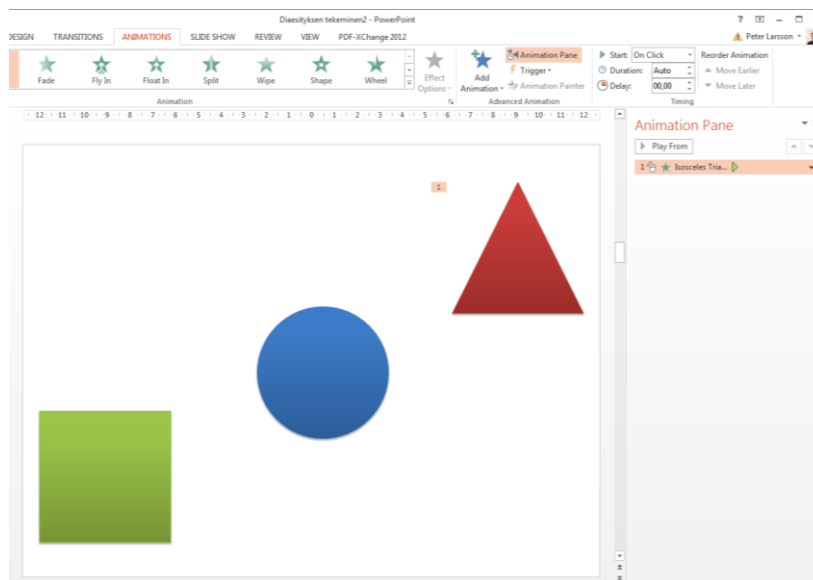 Diaesityksen tekeminen2 - PowerPoint
?
DESIGN TRANSITIONS ANIMATIONS SLIDE SHOW REVIEW VIEW PDF-XChange 2012
Peter Larsson
Fade Fly In Float In Split Wipe Shape Wheel
Effect Options
Add Animation
Animation Pane
Trigger
Animation Painter
Start: On Click
Duration: Auto
Delay: 00,00
Reorder Animation
Move Earlier
Move Later
Animation Advanced Animation Timing
12 11 10 9 8 7 6 5 4 3 2 1 0 1 2 3 4 5 6 7 8 9 10 11 12
Animation Pane
Play From
1 Isosceles Tria...
1